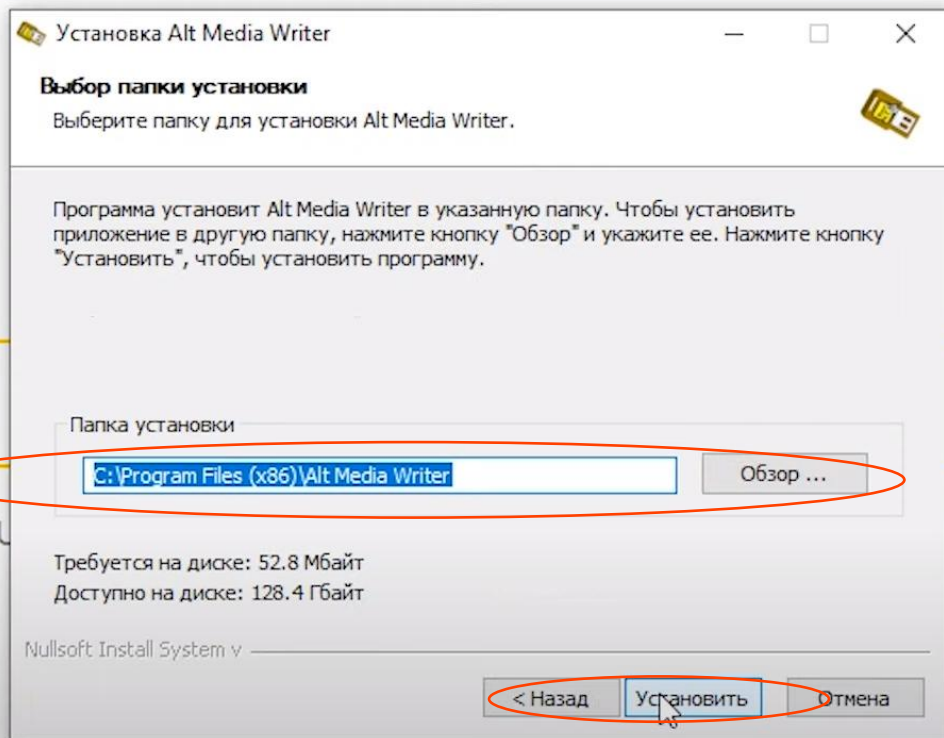 Установка Alt Media Writer
Выбор папки установки
Выберите папку для установки Alt Media Writer.
Программа установит Alt Media Writer в указанную папку. Чтобы установить
приложение в другую папку, нажмите кнопку "Обзор" и укажите ее. Нажмите кнопку
"Установить", чтобы установить программу.
Папка установки
C:\Program Files (x86)\Alt Media Writer
Обзор ...
Требуется на диске: 52.8 Мбайт
Доступно на диске: 128.4 Гбайт
Nullsoft Install System v
< Назад
Установить
Отмена